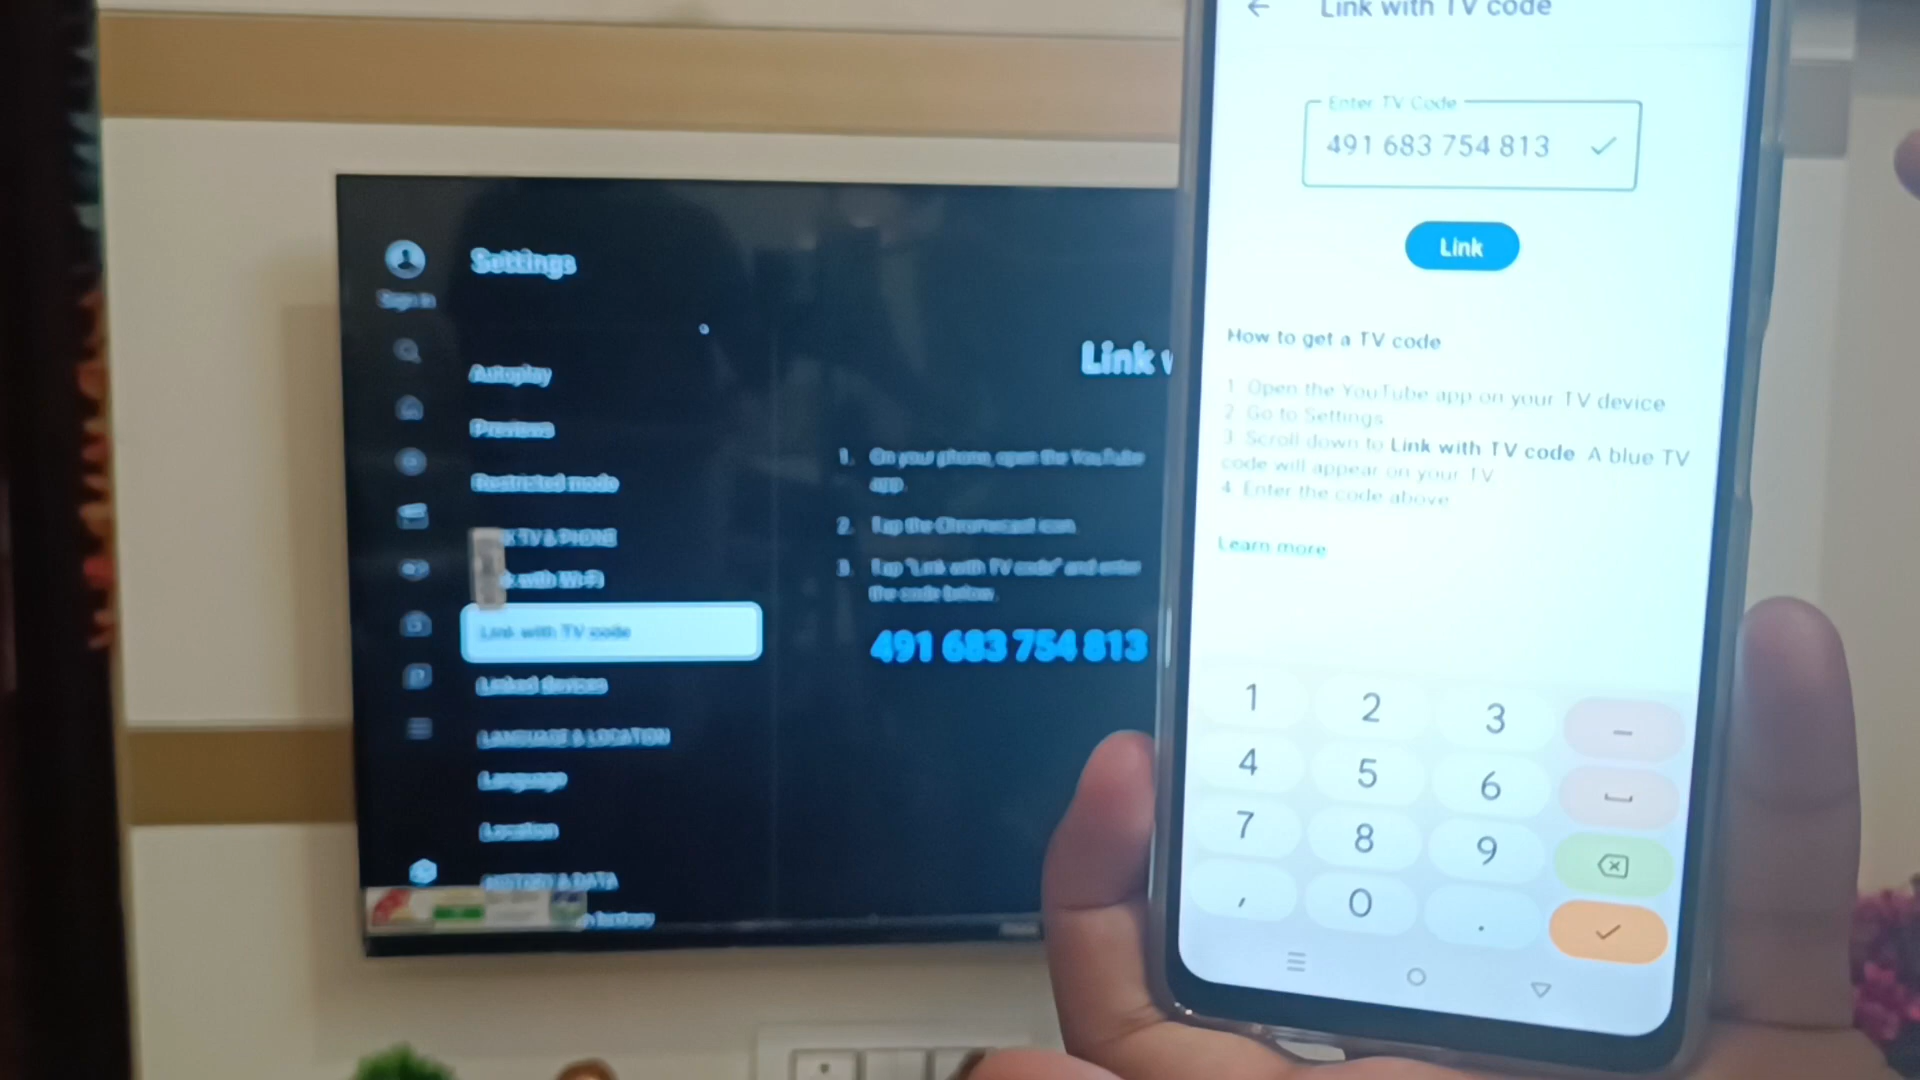 Settings
Sign in
Autoplay
Previews
Restricted mode
K TV & PHONE
k with Wi-Fi
Link with TV code
Linked devices
LANGUAGE & LOCATION
Language
Location
HISTORY & DATA
history
Link w
1. On your phone, open the YouTube
app.
2. Tap the Chromecast icon.
3. Tap "Link with TV code" and enter
the code below.
491 683 754 813
Link with TV code
Enter TV Code
491 683 754 813
Link
How to get a TV code
1 Open the YouTube app on your TV device
2 Go to Settings
3 Scroll down to Link with TV code A blue TV
code will appear on your TV
4 Enter the code above
Learn more
1 2 3 –
4 5 6
7 8 9
, 0 .